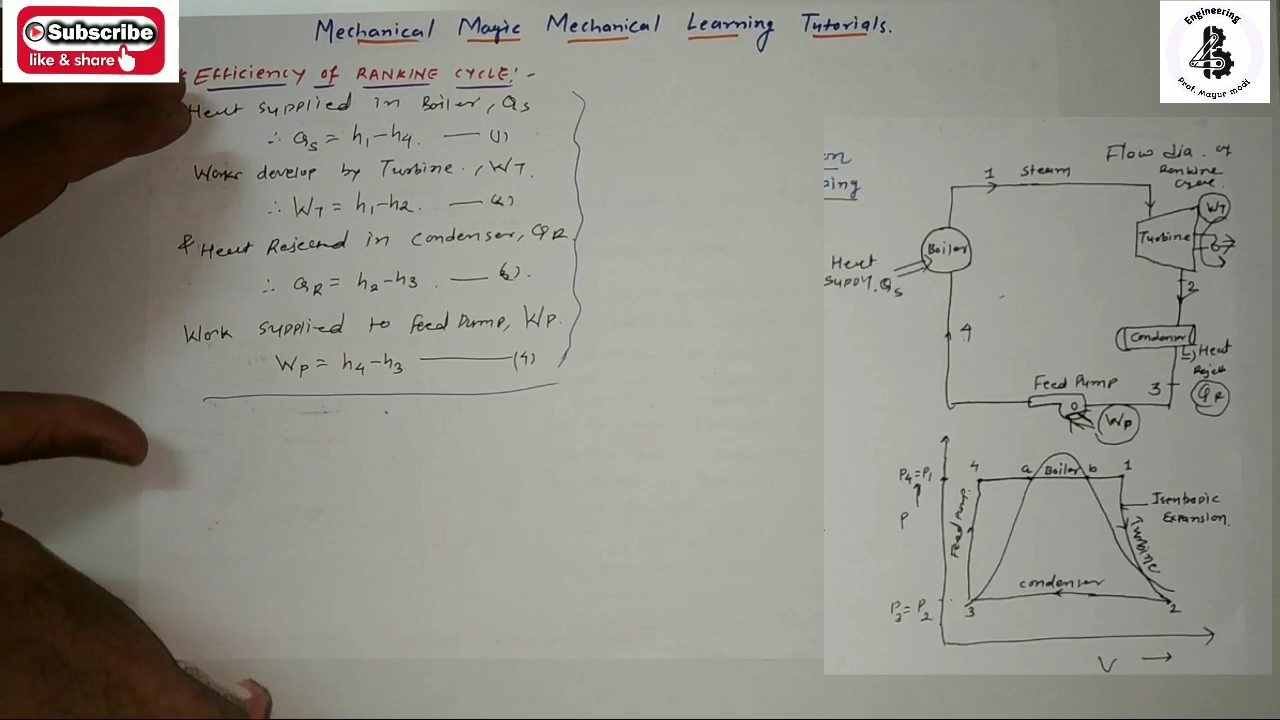 Subscribe
like & share
Mechanical Magic Mechanical Learning Tutorials.
Engineering
Prof. Mayur modi
* EFFICIENCY OF RANKINE CYCLE:-
Heat supplied in Boiler, Qs
∴ Qs = h1-h4. —— (1)
Work develop by Turbine., WT.
∴ WT = h1-h2. —— (2)
& Heat Rejected in condenser, QR
∴ QR = h2-h3. —— (3).
Work supplied to feed Pump, WP.
WP = h4-h3 ——— (4)
ping
Flow dia. of
Rankine
cycle.
1 Steam
WT
Turbine
Boiler
Heat
supply, Qs
2
Condenser
Heat
Reject
QR
4
Feed Pump
3
WP
P4=P1
4 a Boiler b 1
P
Feed Pump
Isentropic
Expansion.
Turbine
condenser
P3=P2
3
2
V